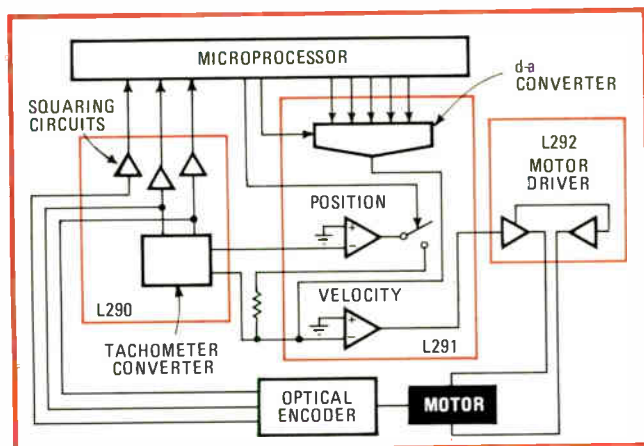 MICROPROCESSOR
d-a
CONVERTER
SQUARING
CIRCUITS
L292
MOTOR
DRIVER
POSITION
+
−
VELOCITY
+
−
L290
L291
TACHOMETER
CONVERTER
OPTICAL
ENCODER
MOTOR